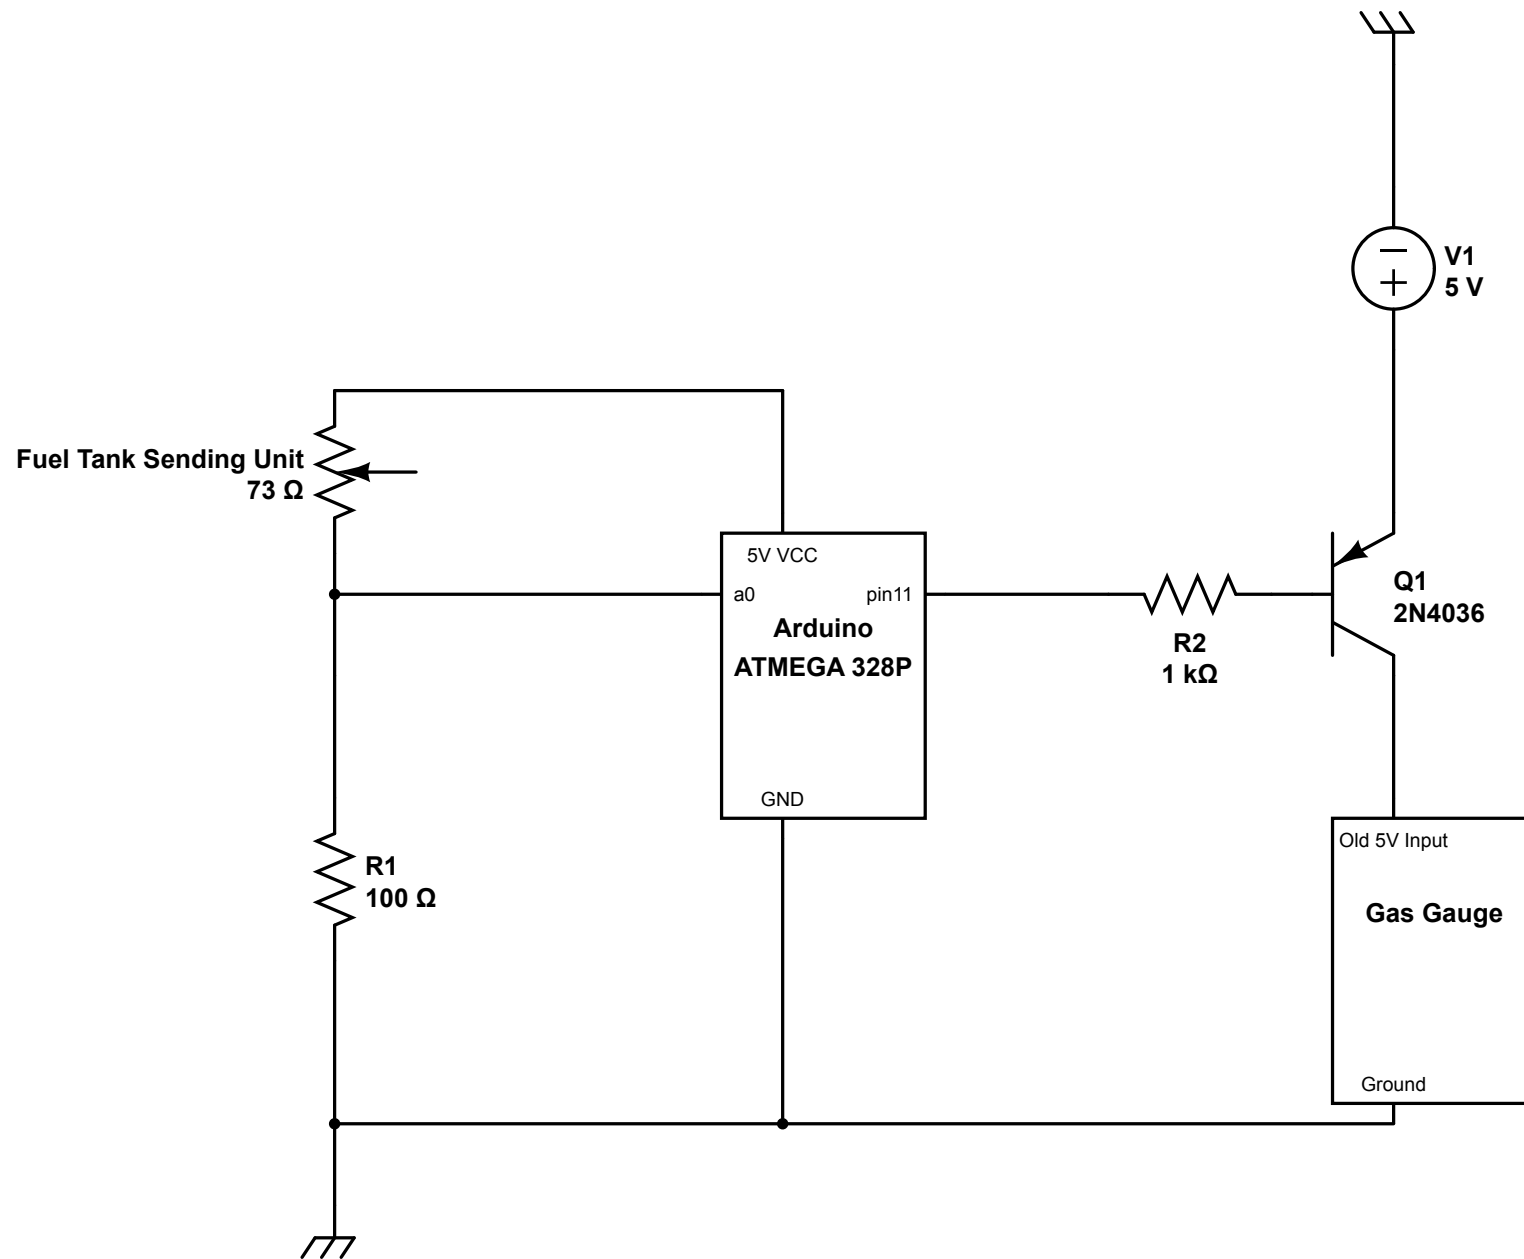 V1
5 V
Fuel Tank Sending Unit
73 Ω
5V VCC
a0
pin11
Arduino
ATMEGA 328P
GND
R2
1 kΩ
Q1
2N4036
R1
100 Ω
Old 5V Input
Gas Gauge
Ground